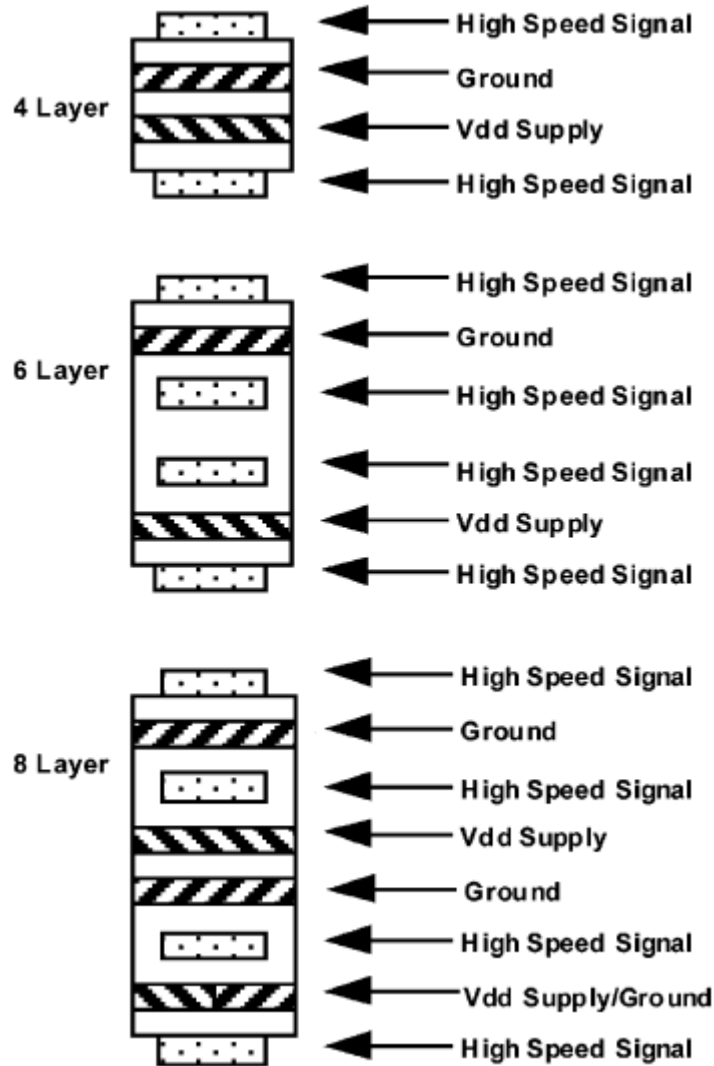 High Speed Signal
Ground
4 Layer
Vdd Supply
High Speed Signal
High Speed Signal
Ground
6 Layer
High Speed Signal
High Speed Signal
Vdd Supply
High Speed Signal
High Speed Signal
Ground
8 Layer
High Speed Signal
Vdd Supply
Ground
High Speed Signal
Vdd Supply/Ground
High Speed Signal